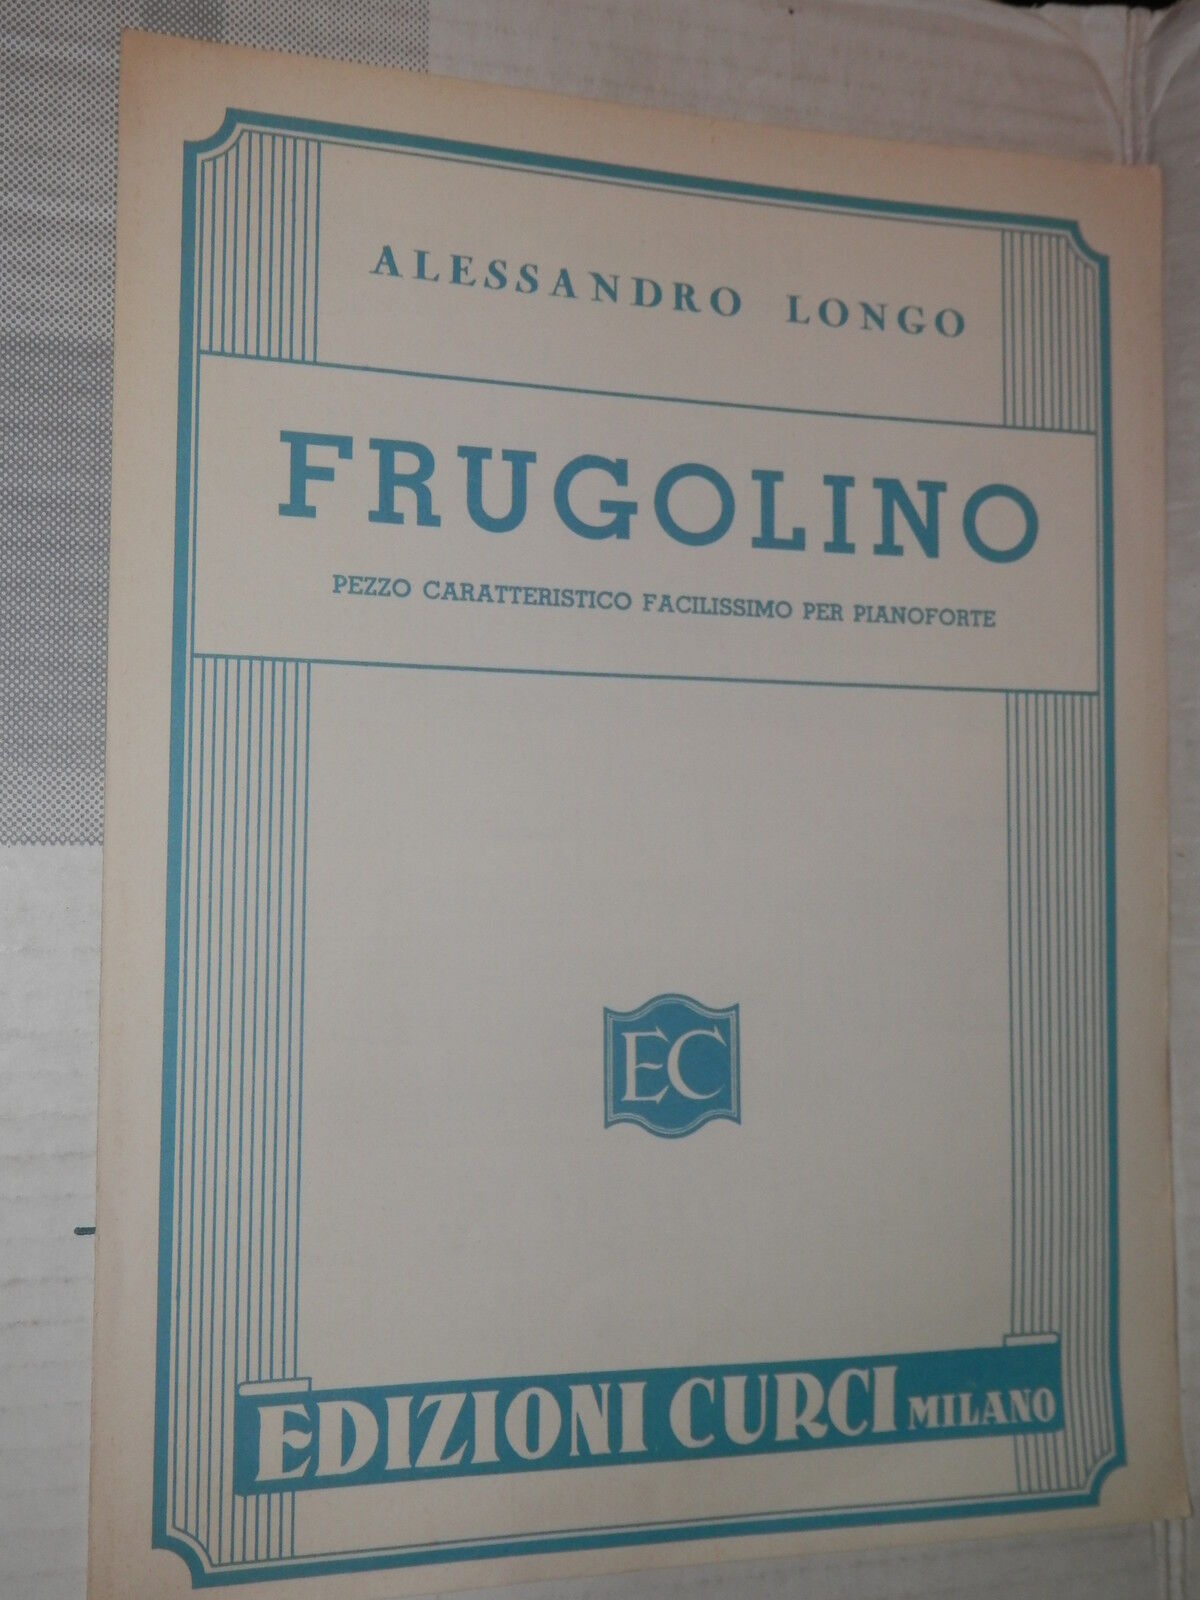 ALESSANDRO LONGO
FRUGOLINO
PEZZO CARATTERISTICO FACILISSIMO PER PIANOFORTE
EC
EDIZIONI CURCI MILANO